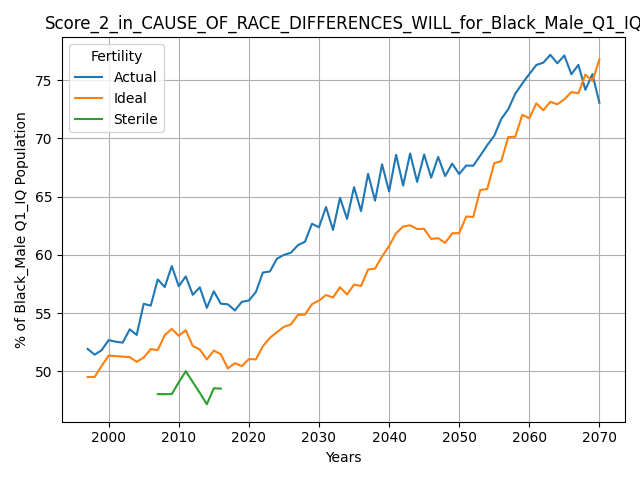 Score_2_in_CAUSE_OF_RACE_DIFFERENCES_WILL_for_Black_Male_Q1_IQ
Fertility
Actual
Ideal
Sterile
% of Black_Male Q1_IQ Population
75
70
65
60
55
50
2000 2010 2020 2030 2040 2050 2060 2070
Years